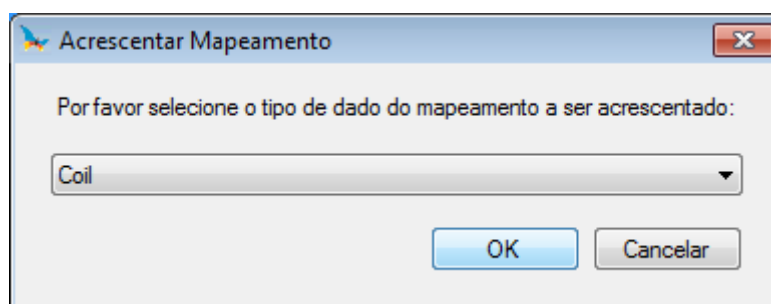 Acrescentar Mapeamento
Por favor selecione o tipo de dado do mapeamento a ser acrescentado:
Coil
OK
Cancelar